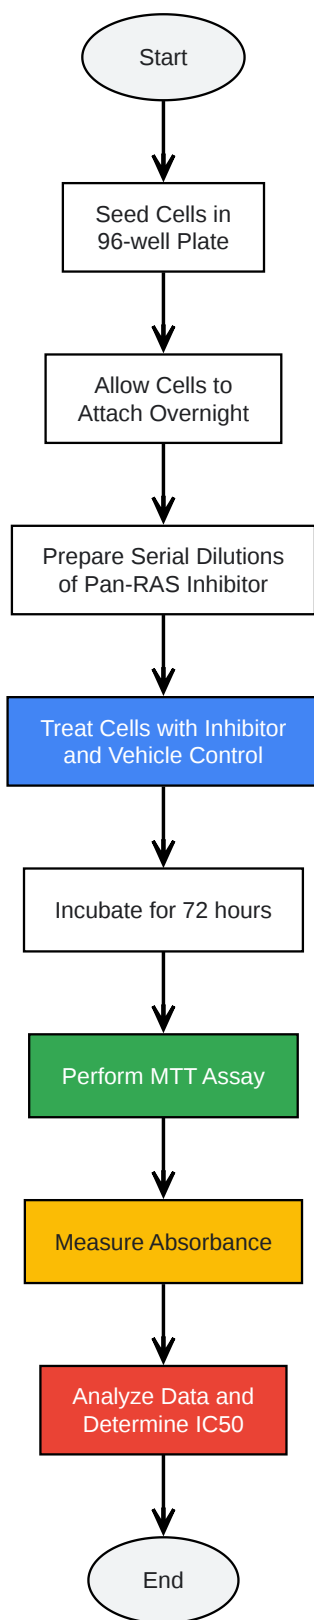 Start
Seed Cells in
96-well Plate
Allow Cells to
Attach Overnight
Prepare Serial Dilutions
of Pan-RAS Inhibitor
Treat Cells with Inhibitor
and Vehicle Control
Incubate for 72 hours
Perform MTT Assay
Measure Absorbance
Analyze Data and
Determine IC50
End